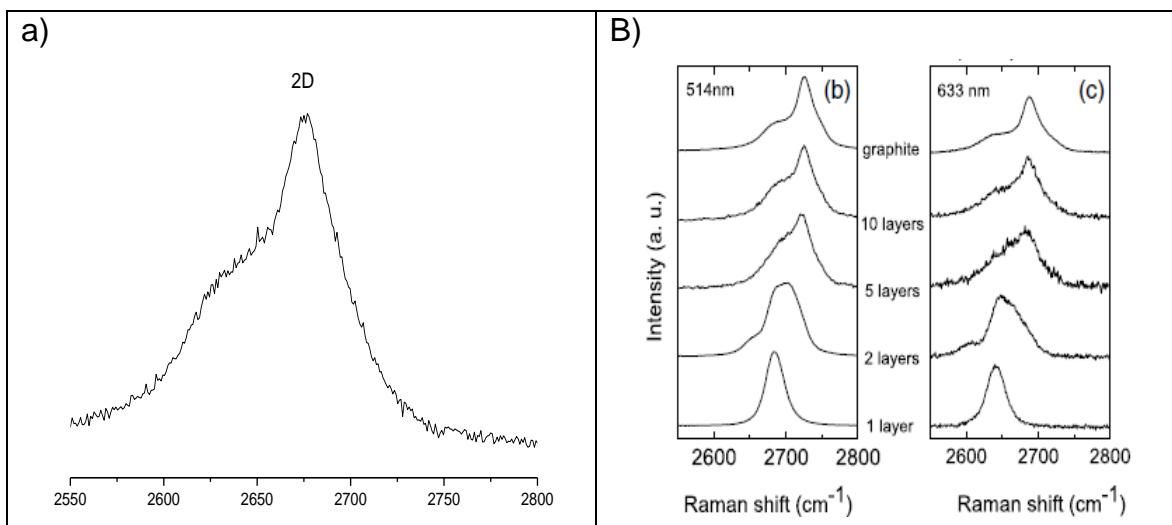 a)
2D
2550 2600 2650 2700 2750 2800
B)
514nm
(b)
633 nm
(c)
graphite
10 layers
5 layers
2 layers
1 layer
Intensity (a. u.)
2600 2700 2800
2600 2700 2800
Raman shift (cm⁻¹)
Raman shift (cm⁻¹)